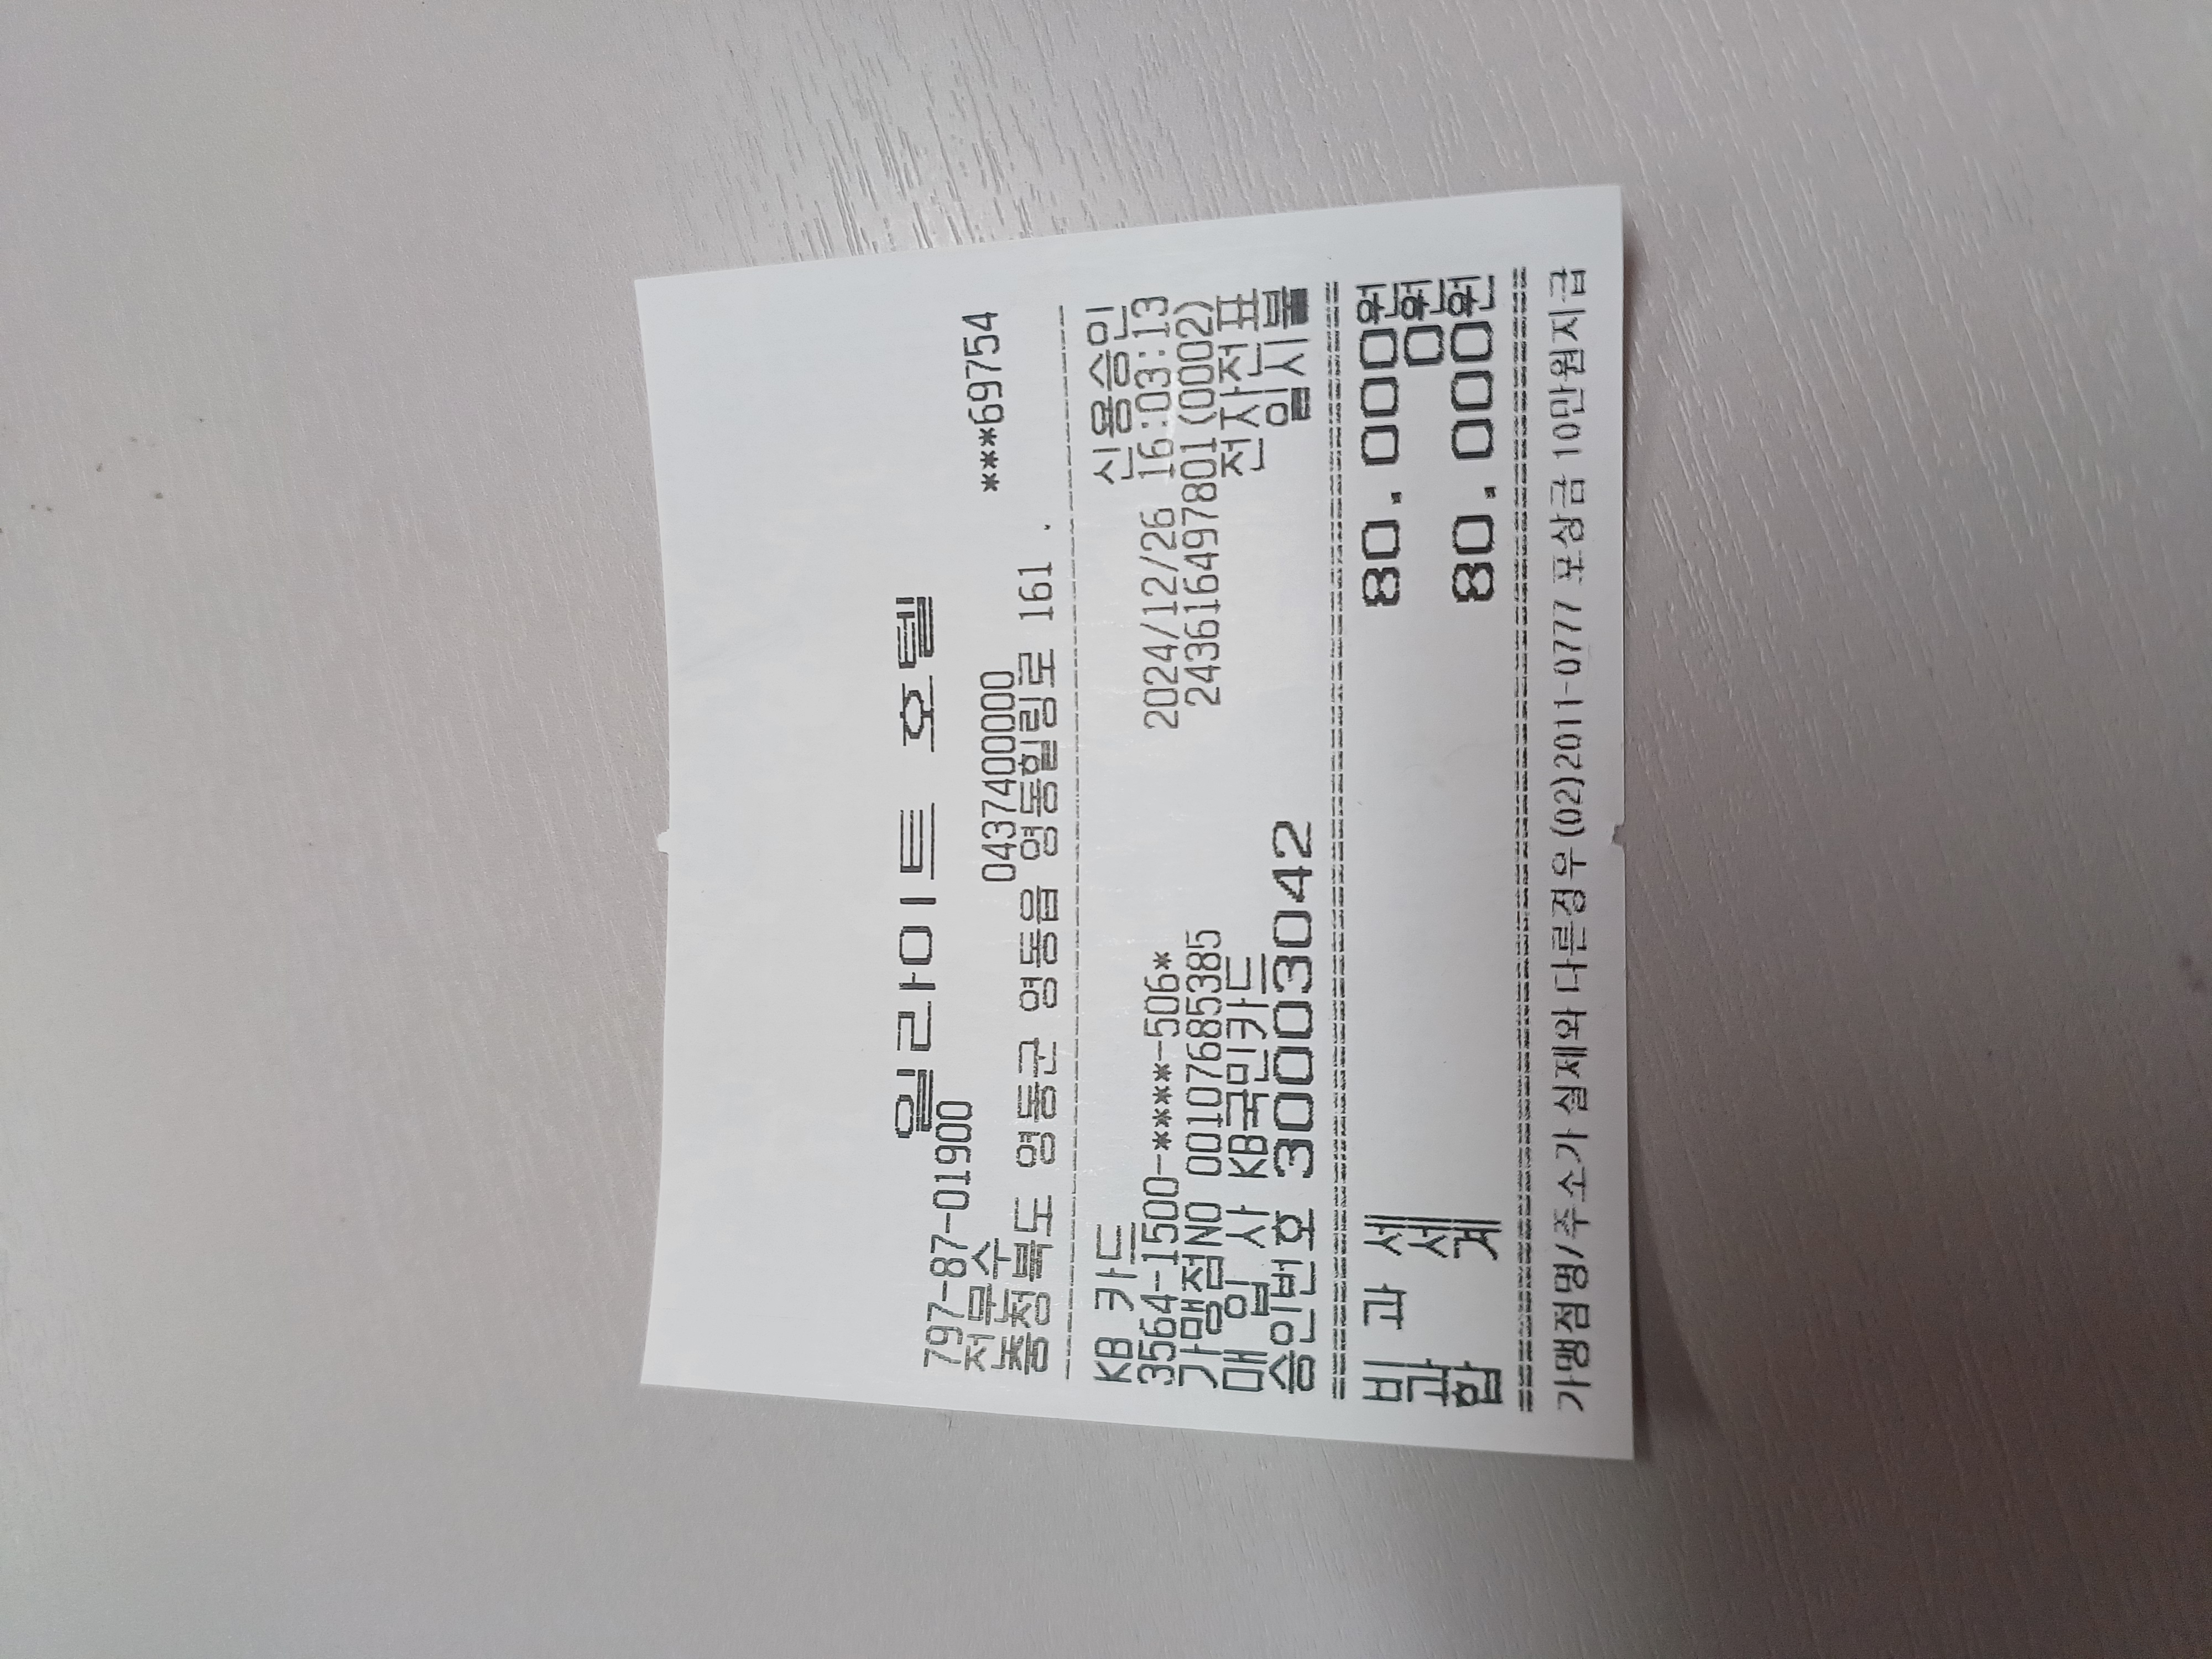 일라이트 호텔
797-87-01900
전문수 0437400000 ***69754
충청북도 영동군 영동읍 영동힐링로 161 .
KB 카드 신용승인
3564-1500-****-506* 2024/12/26 16:03:13
가맹점NO 00107685385 243616497801(0002)
매 입 사 KB국민카드 전자전표
승인번호 30003042 일시불
비 과 세 80.000원
과 세 0원
합 계 80.000원
가맹점명/주소가 실제와 다른경우(02)2011-0777 포상금 10만원지급